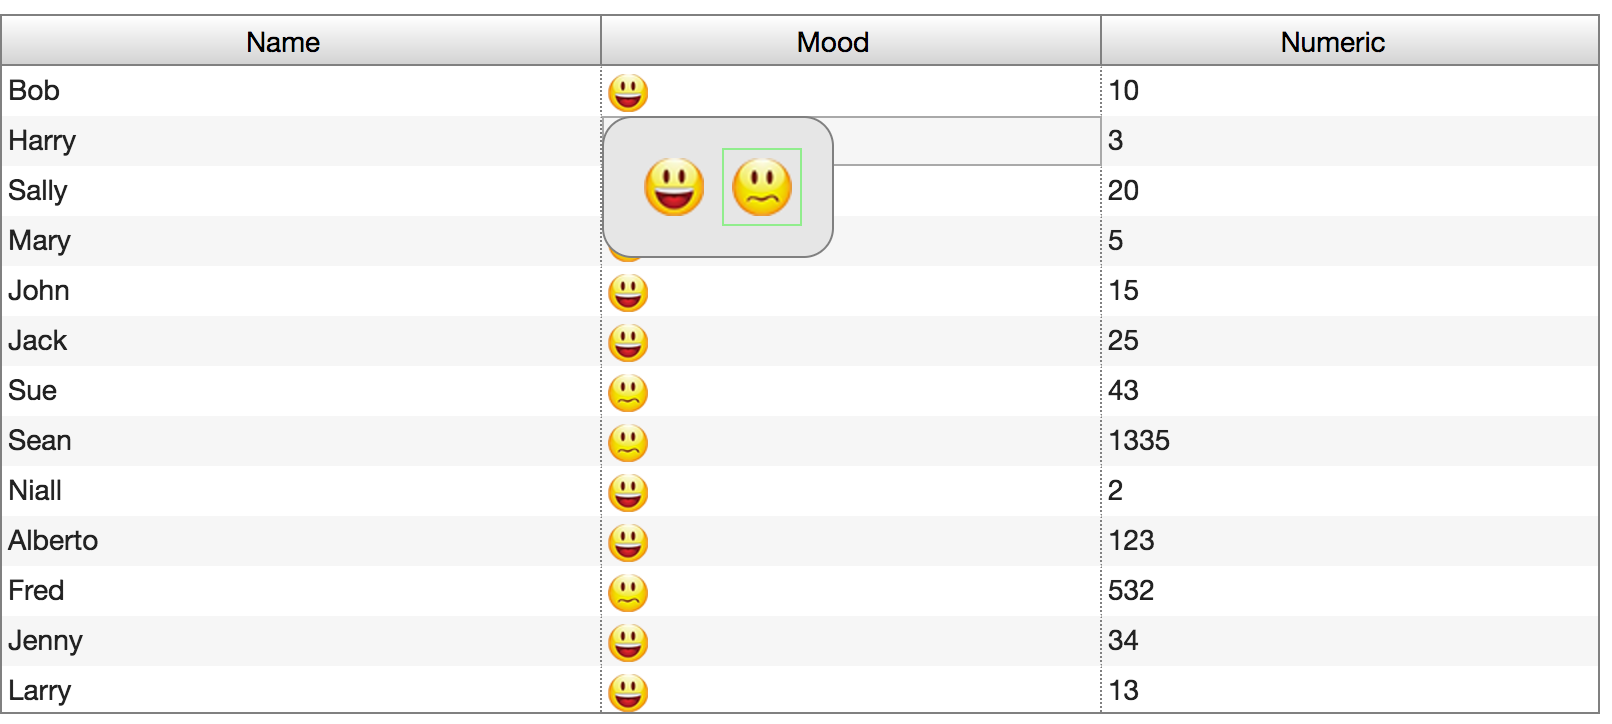 Name Mood Numeric
Bob 10
Harry 3
Sally 20
Mary 5
John 15
Jack 25
Sue 43
Sean 1335
Niall 2
Alberto 123
Fred 532
Jenny 34
Larry 13